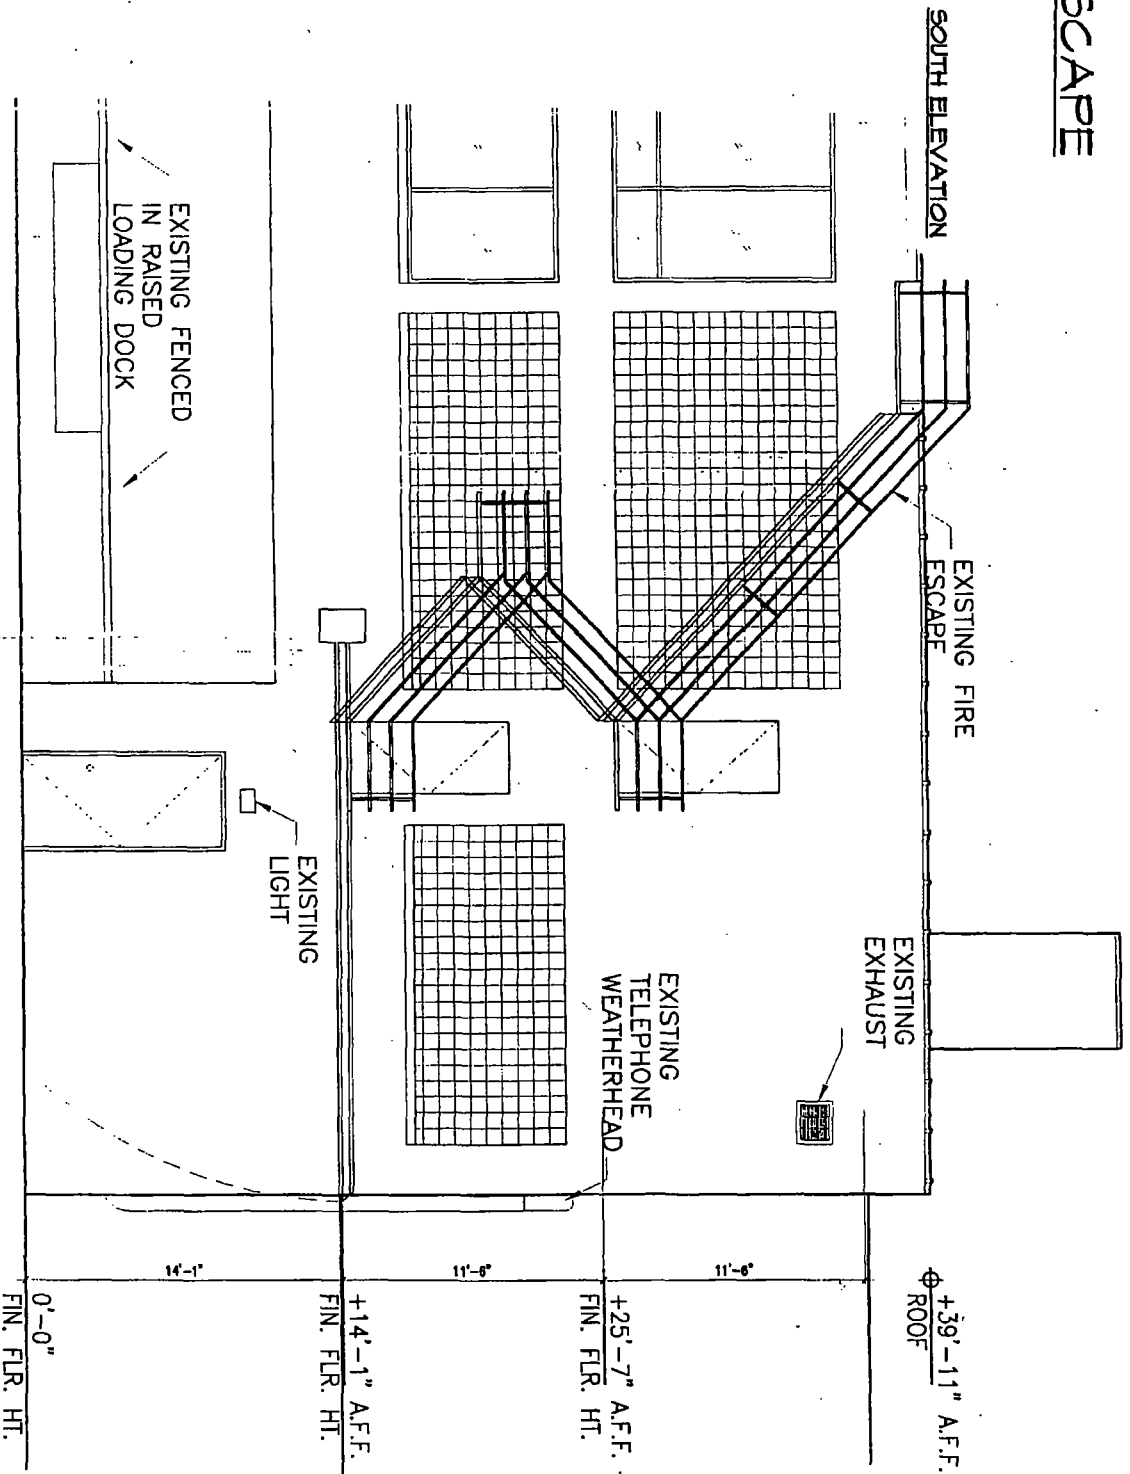 SCAPE
SOUTH ELEVATION
EXISTING FIRE
ESCAPE
EXISTING
EXHAUST
EXISTING
TELEPHONE
WEATHERHEAD
EXISTING
LIGHT
EXISTING FENCED
IN RAISED
LOADING DOCK
+39'-11" A.F.F.
ROOF
11'-6"
+25'-7" A.F.F.
FIN. FLR. HT.
11'-6"
+14'-1" A.F.F.
FIN. FLR. HT.
14'-1"
0'-0"
FIN. FLR. HT.